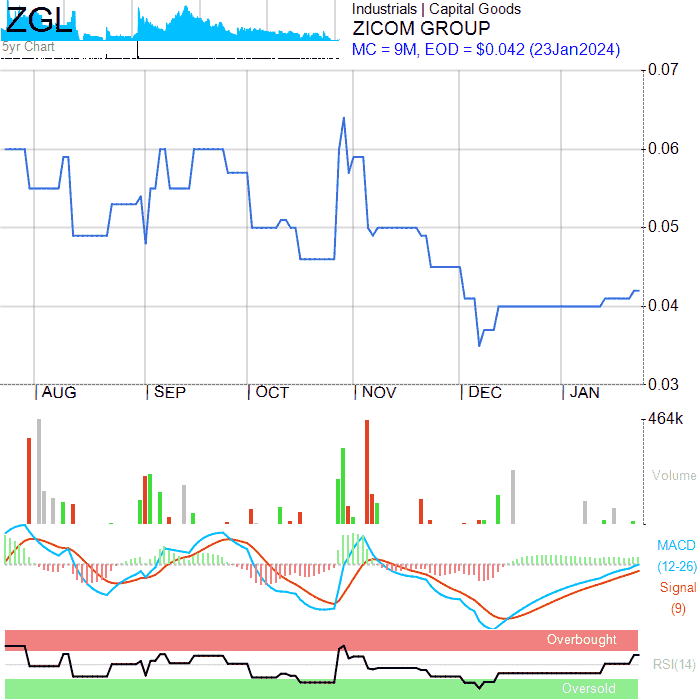 ZGL
5yr Chart
Industrials | Capital Goods
ZICOM GROUP
MC = 9M, EOD = $0.042 (23Jan2024)
0.07
0.06
0.05
0.04
0.03
AUG SEP OCT NOV DEC JAN
464k
Volume
MACD
(12-26)
Signal
(9)
Overbought
RSI(14)
Oversold